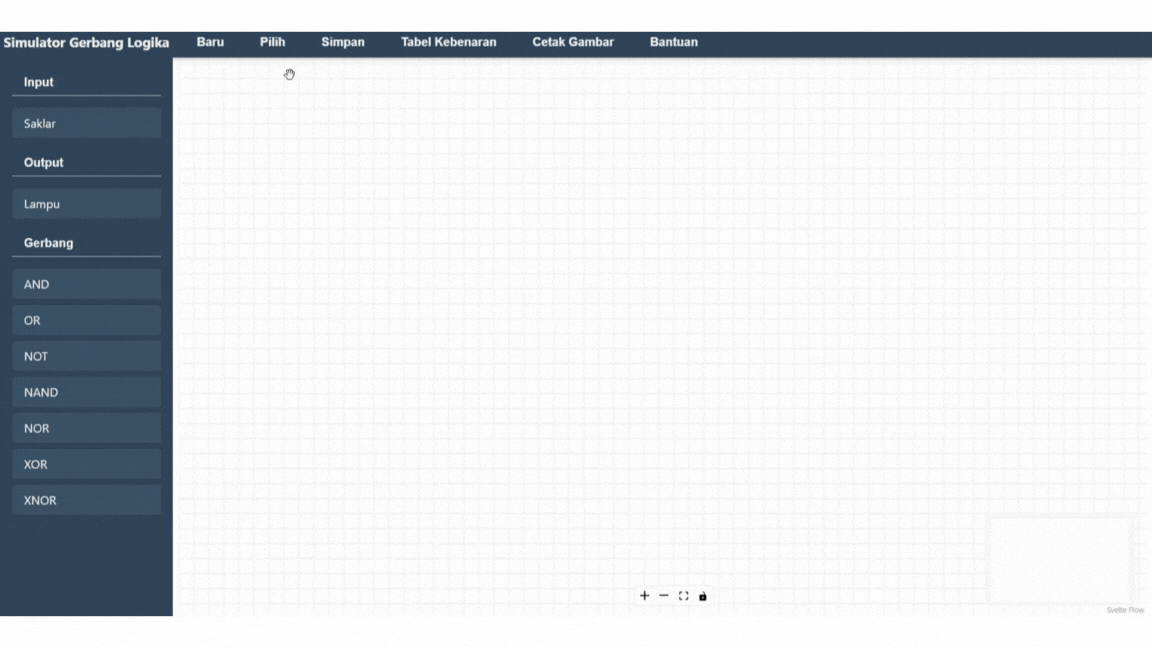 Simulator Gerbang Logika Baru Pilih Simpan Tabel Kebenaran Cetak Gambar Bantuan
Input
Saklar
Output
Lampu
Gerbang
AND
OR
NOT
NAND
NOR
XOR
XNOR
Svelte Flow